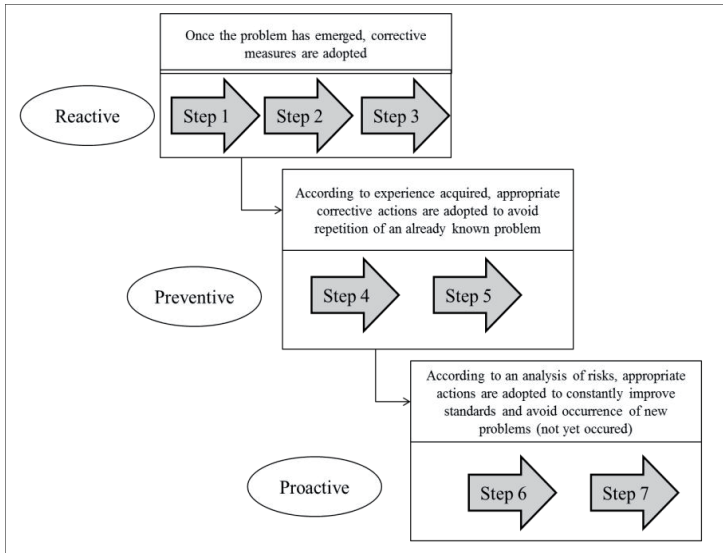 Once the problem has emerged, corrective
measures are adopted
Reactive
Step 1
Step 2
Step 3
According to experience acquired, appropriate
corrective actions are adopted to avoid
repetition of an already known problem
Preventive
Step 4
Step 5
According to an analysis of risks, appropriate
actions are adopted to constantly improve
standards and avoid occurrence of new
problems (not yet occured)
Proactive
Step 6
Step 7